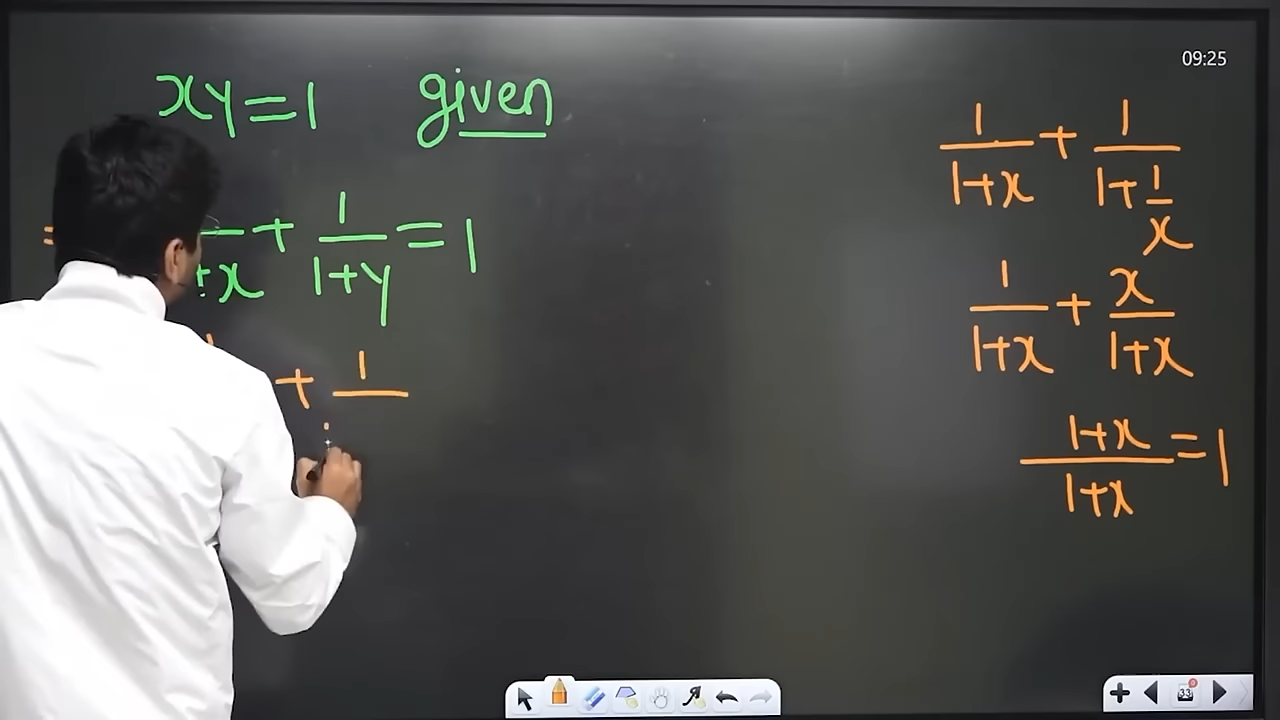 xy=1 given
+x + 1/1+y = 1
+ 1/
09:25
1/1+x + 1/1+1/x
1/1+x + x/1+x
1+x/1+x = 1
33